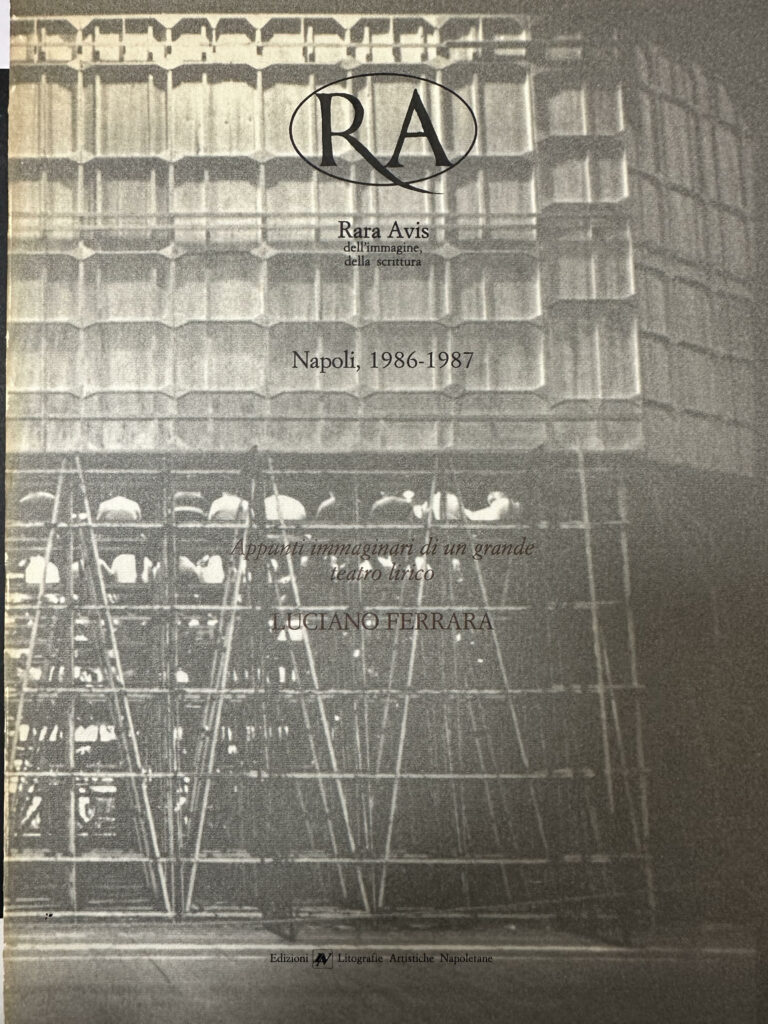 RA
Rara Avis
dell'immagine,
della scrittura
Napoli, 1986-1987
Appunti immaginari di un grande
teatro lirico
LUCIANO FERRARA
Edizioni AN Litografie Artistiche Napoletane